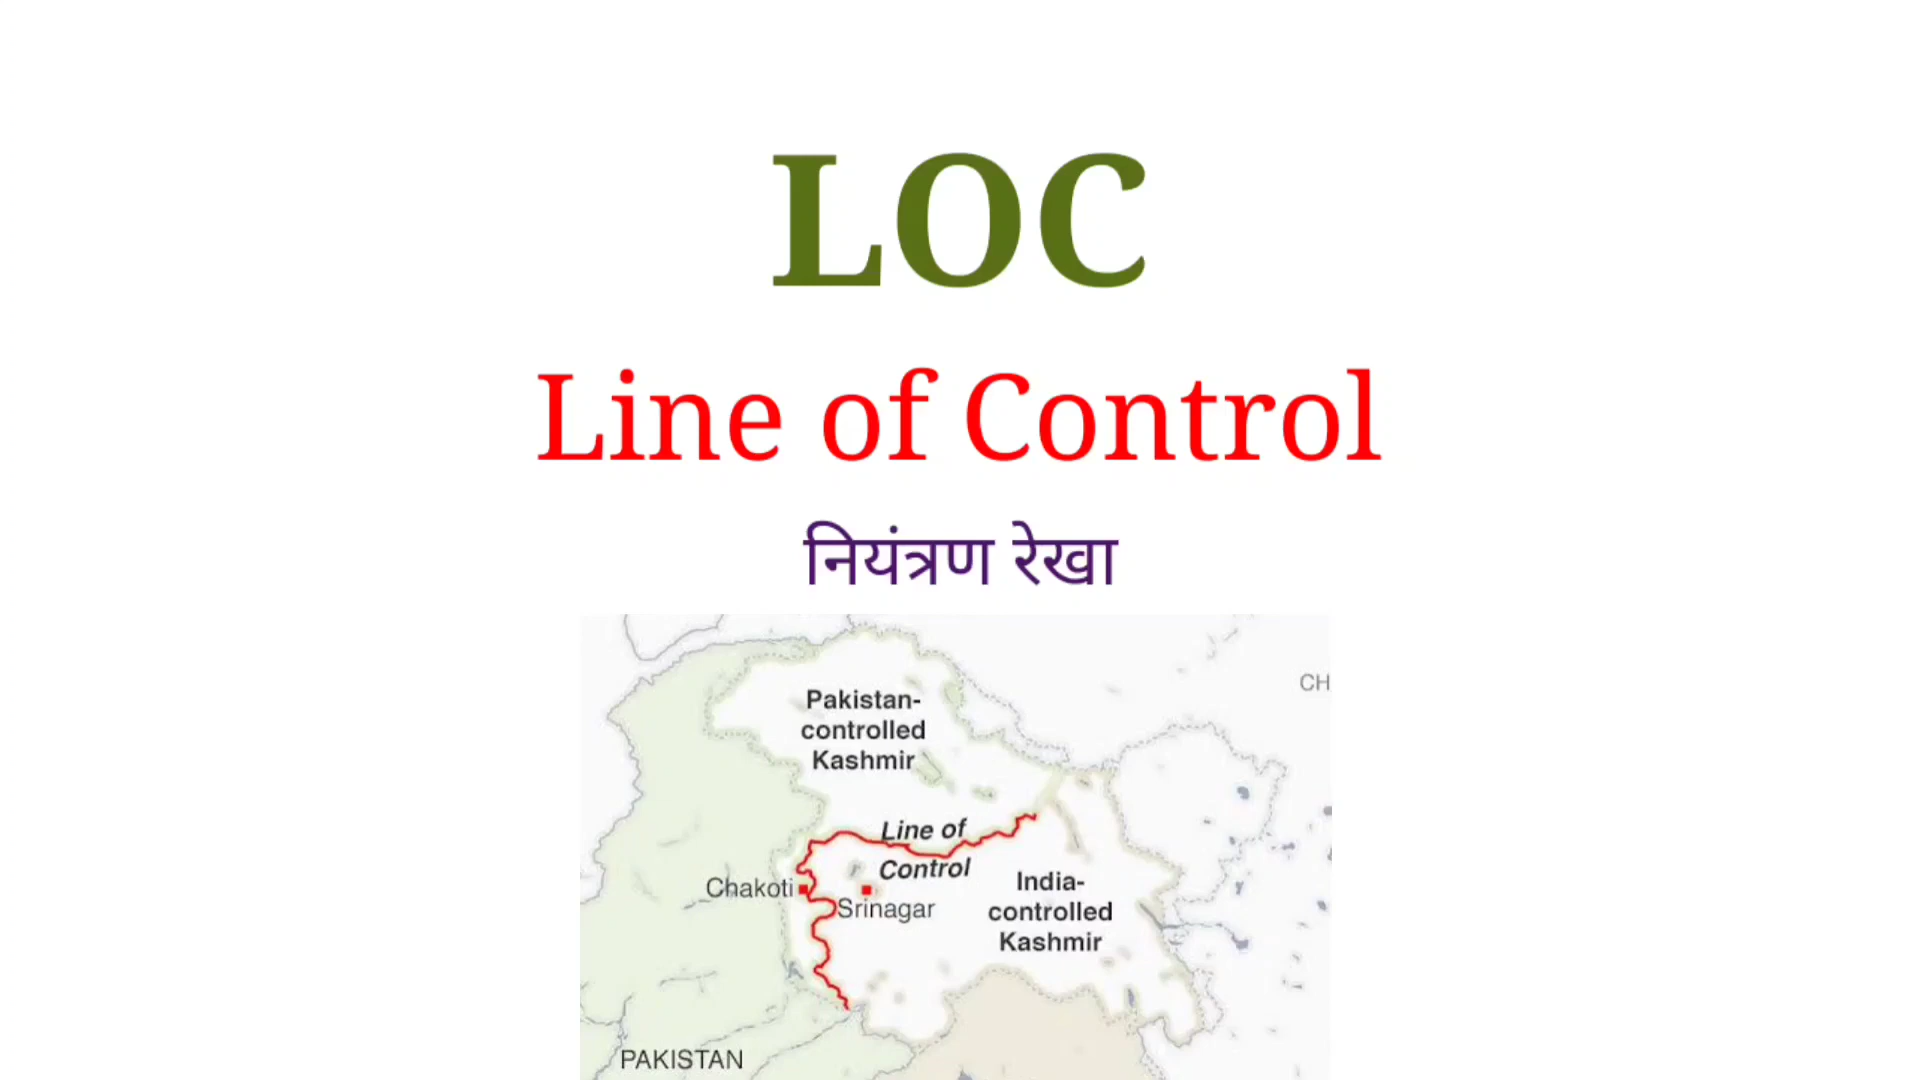 LOC
Line of Control
नियंत्रण रेखा
Pakistan-
controlled
Kashmir
CH
Line of
Control
Chakoti
Srinagar
India-
controlled
Kashmir
PAKISTAN